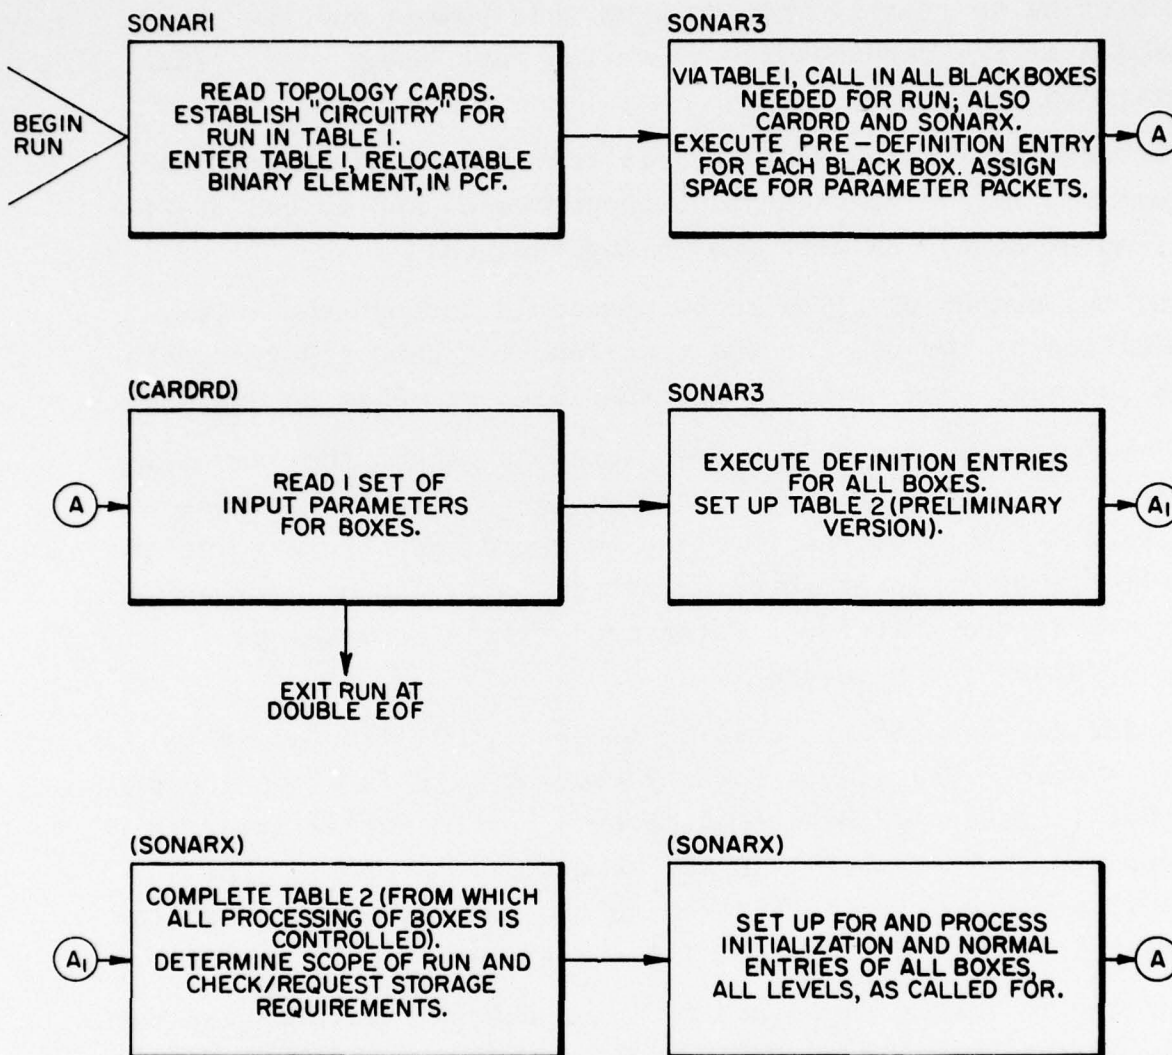 SONAR1
READ TOPOLOGY CARDS.
ESTABLISH "CIRCUITRY" FOR
RUN IN TABLE 1.
ENTER TABLE 1, RELOCATABLE
BINARY ELEMENT, IN PCF.
BEGIN
RUN
SONAR3
VIA TABLE 1, CALL IN ALL BLACK BOXES
NEEDED FOR RUN; ALSO
CARDRD AND SONARX.
EXECUTE PRE-DEFINITION ENTRY
FOR EACH BLACK BOX. ASSIGN
SPACE FOR PARAMETER PACKETS.
A
(CARDRD)
A
READ 1 SET OF
INPUT PARAMETERS
FOR BOXES.
EXIT RUN AT
DOUBLE EOF
SONAR3
EXECUTE DEFINITION ENTRIES
FOR ALL BOXES.
SET UP TABLE 2 (PRELIMINARY
VERSION).
A1
(SONARX)
A1
COMPLETE TABLE 2 (FROM WHICH
ALL PROCESSING OF BOXES IS
CONTROLLED).
DETERMINE SCOPE OF RUN AND
CHECK/REQUEST STORAGE
REQUIREMENTS.
(SONARX)
SET UP FOR AND PROCESS
INITIALIZATION AND NORMAL
ENTRIES OF ALL BOXES,
ALL LEVELS, AS CALLED FOR.
A